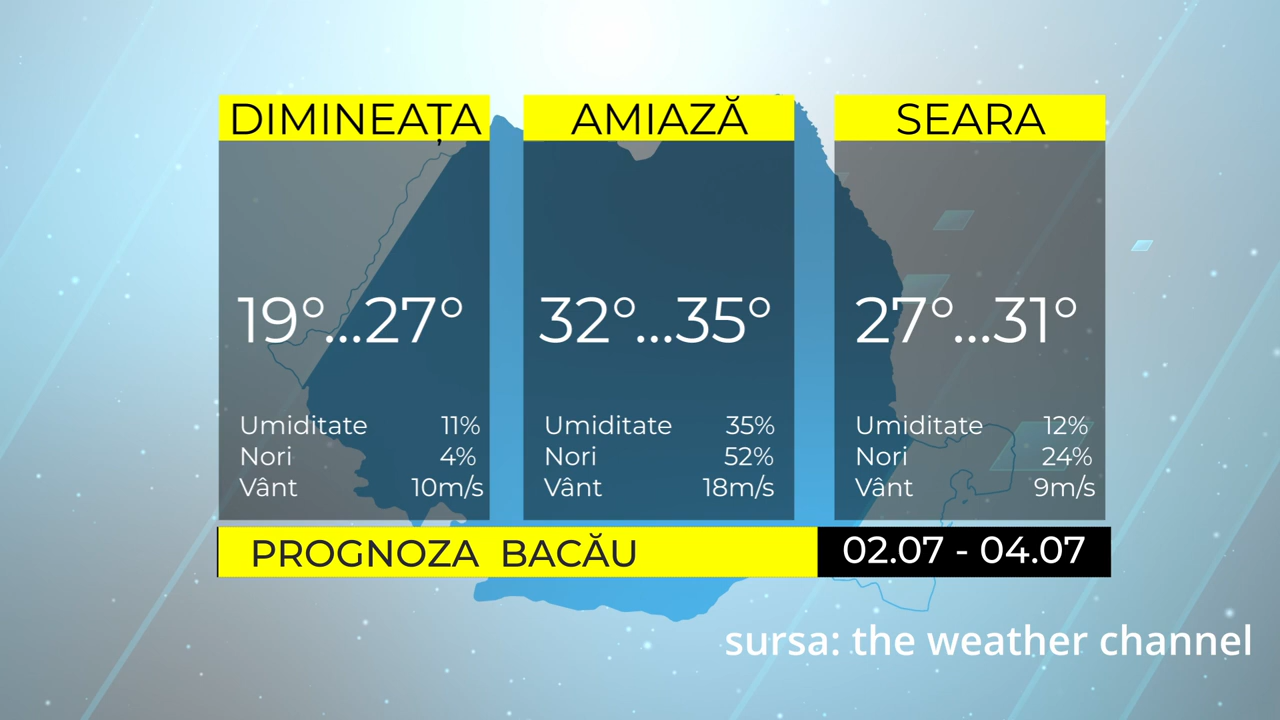 DIMINEAȚA
19°...27°
Umiditate 11%
Nori 4%
Vânt 10m/s
AMIAZĂ
32°...35°
Umiditate 35%
Nori 52%
Vânt 18m/s
SEARA
27°...31°
Umiditate 12%
Nori 24%
Vânt 9m/s
PROGNOZA BACĂU
02.07 - 04.07
sursa: the weather channel